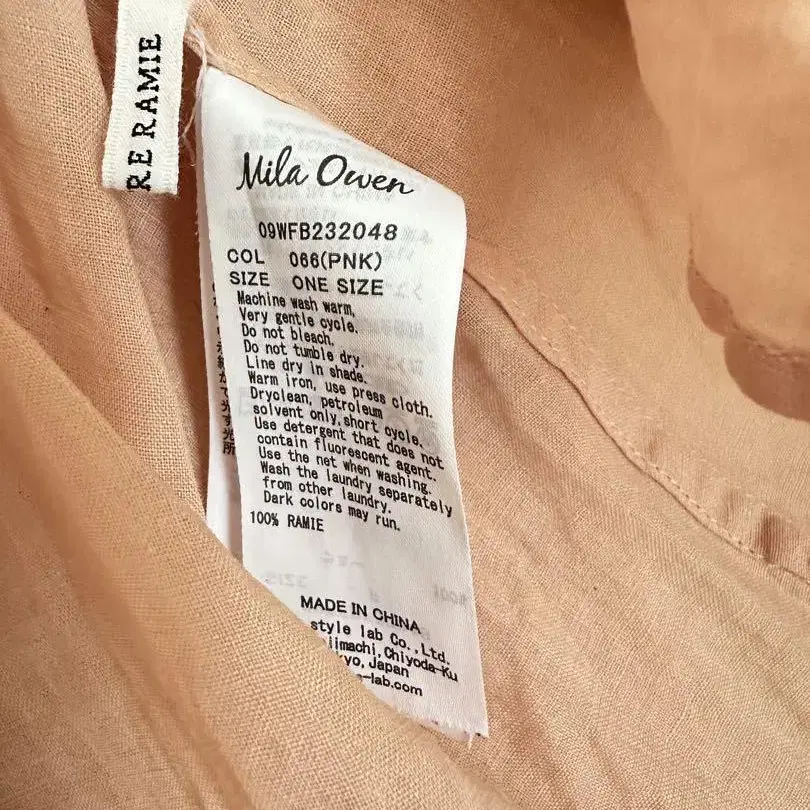 RE RAMIE
Mila Owen
09WFB232048
COL 066(PNK)
SIZE ONE SIZE
Machine wash warm,
Very gentle cycle.
Do not bleach.
Do not tumble dry.
Line dry in shade.
Warm iron, use press cloth.
Dryclean, petroleum
solvent only,short cycle.
Use detergent that does not
contain fluorescent agent.
Use the net when washing.
Wash the laundry separately
from other laundry.
Dark colors may run.
100% RAMIE
MADE IN CHINA
style lab Co.,Ltd.
jimachi,Chiyoda-Ku
yo,Japan
-lab.com